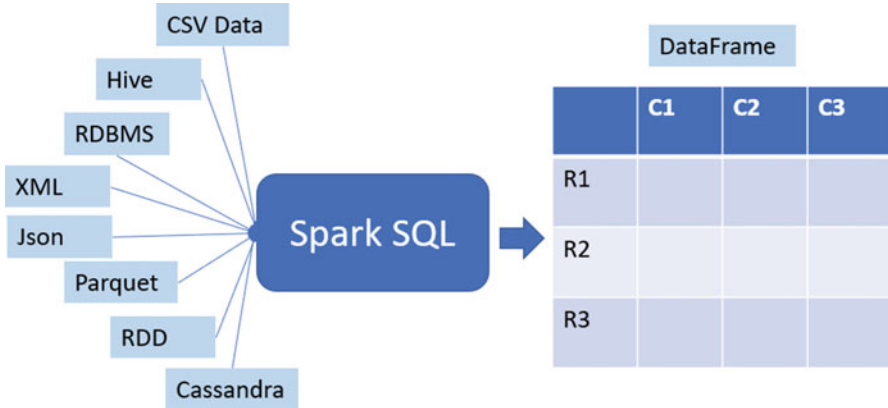 CSV Data
Hive
RDBMS
XML
Json
Parquet
RDD
Cassandra
Spark SQL
DataFrame
C1 C2 C3
R1
R2
R3